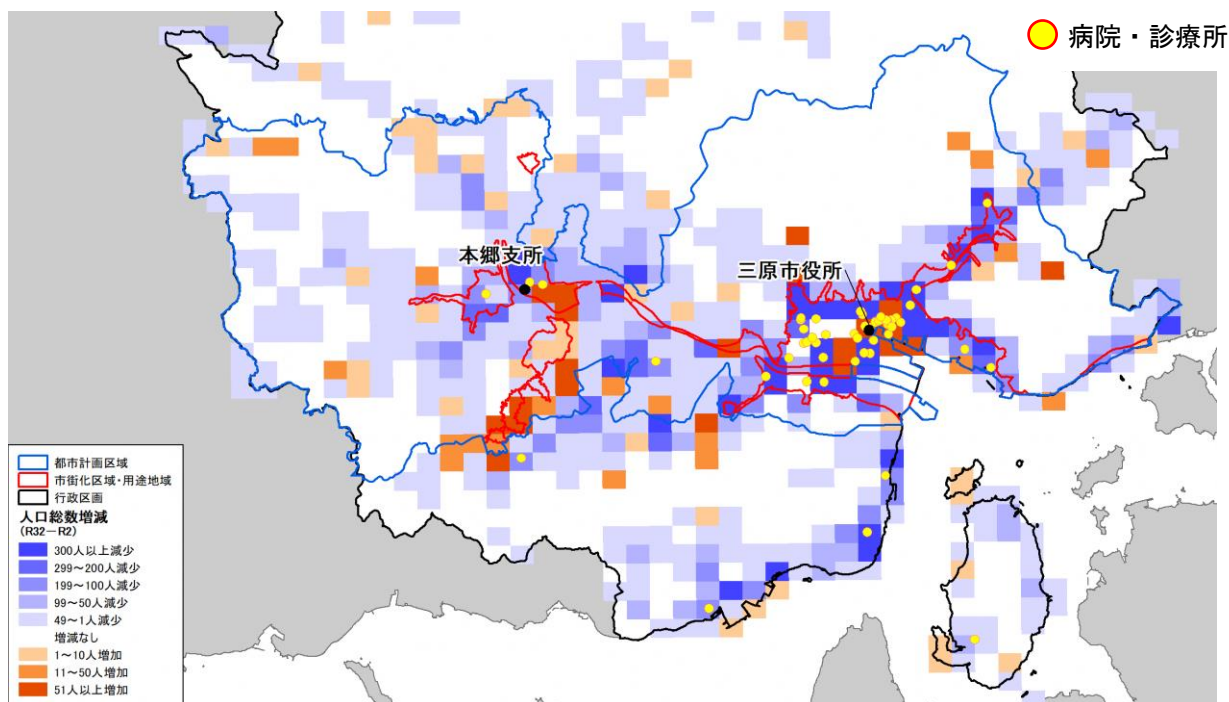 病院・診療所
本郷支所
三原市役所
都市計画区域
市街化区域・用途地域
行政区画
人口総数増減
(R32－R2)
300人以上減少
299～200人減少
199～100人減少
99～50人減少
49～1人減少
増減なし
1～10人増加
11～50人増加
51人以上増加